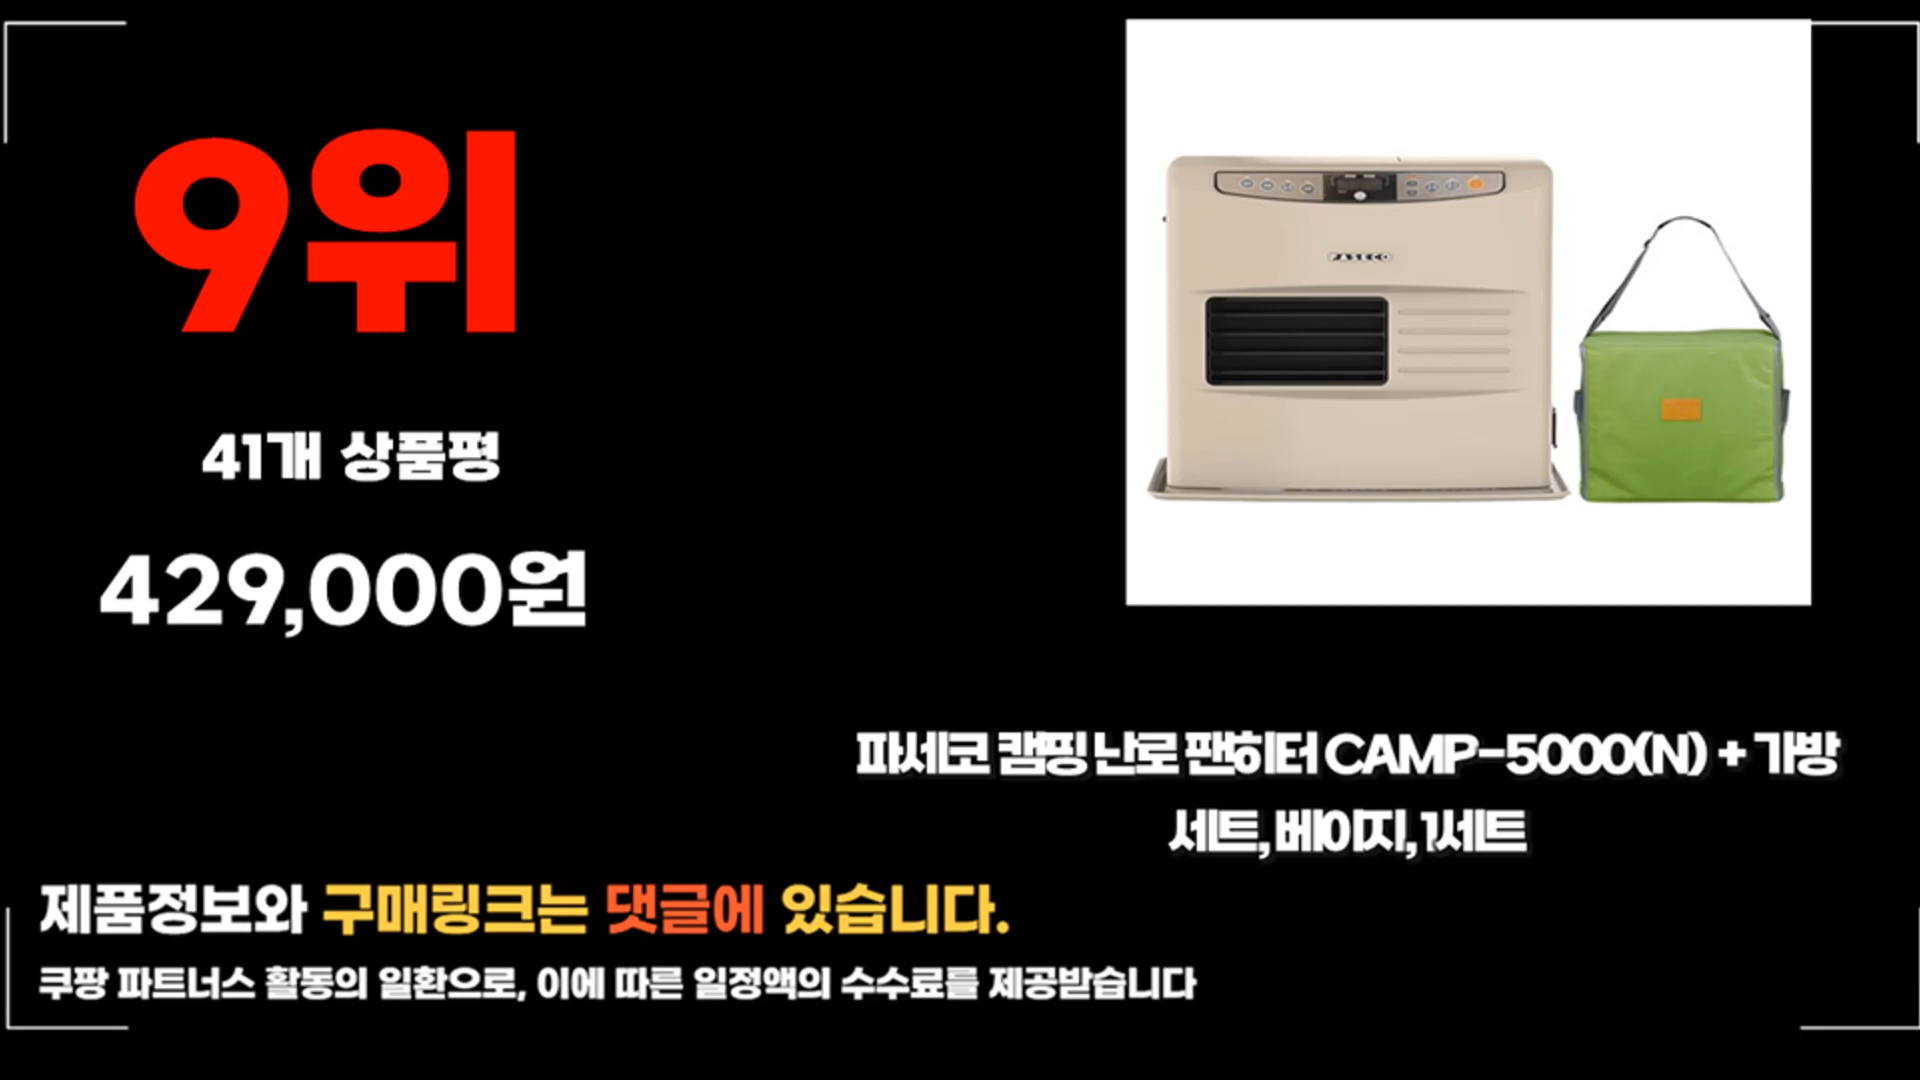 9위
41개 상품평
429,000원
PASECO
파세코 캠핑 난로 팬히터 CAMP-5000(N) + 가방
세트, 베이지, 1세트
제품정보와 구매링크는 댓글에 있습니다.
쿠팡 파트너스 활동의 일환으로, 이에 따른 일정액의 수수료를 제공받습니다